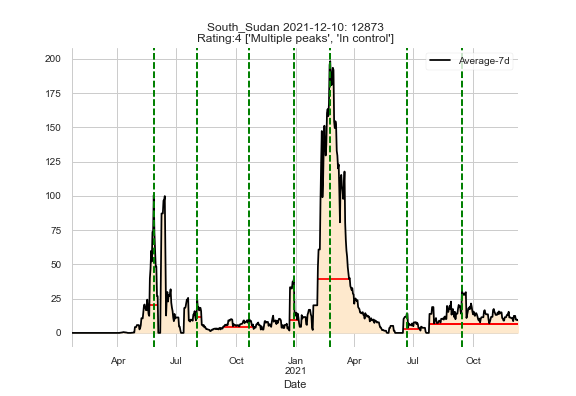 South_Sudan 2021-12-10: 12873
Rating:4 ['Multiple peaks', 'In control']
Average-7d
200
175
150
125
100
75
50
25
0
Apr
Jul
Oct
Jan
2021
Apr
Jul
Oct
Date